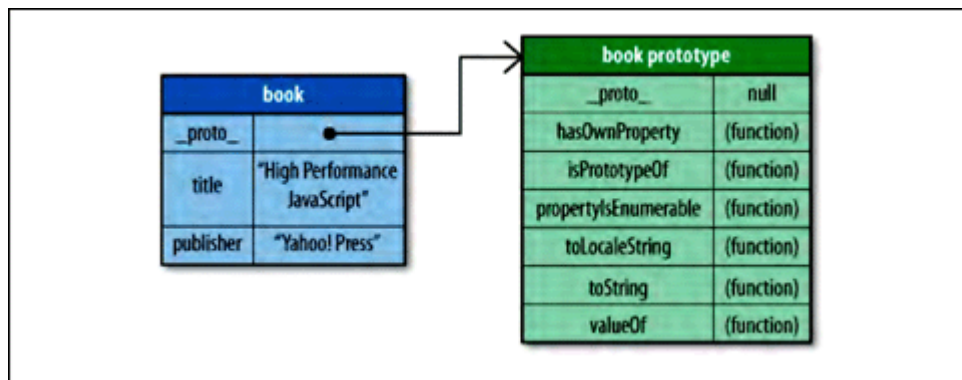 book
_proto_
title "High Performance
JavaScript"
publisher "Yahoo! Press"
book prototype
_proto_ null
hasOwnProperty (function)
isPrototypeOf (function)
propertyIsEnumerable (function)
toLocaleString (function)
toString (function)
valueOf (function)